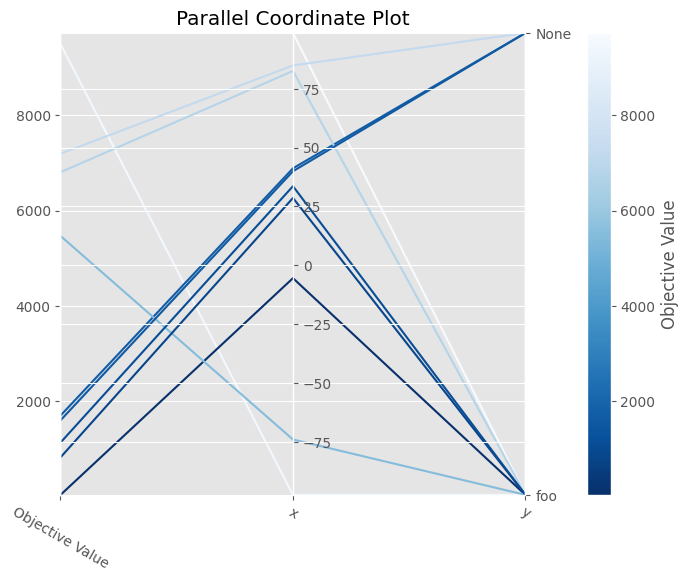 Parallel Coordinate Plot
8000
6000
4000
2000
75
50
25
0
−25
−50
−75
None
foo
8000
6000
4000
2000
Objective Value
Objective Value
x
y